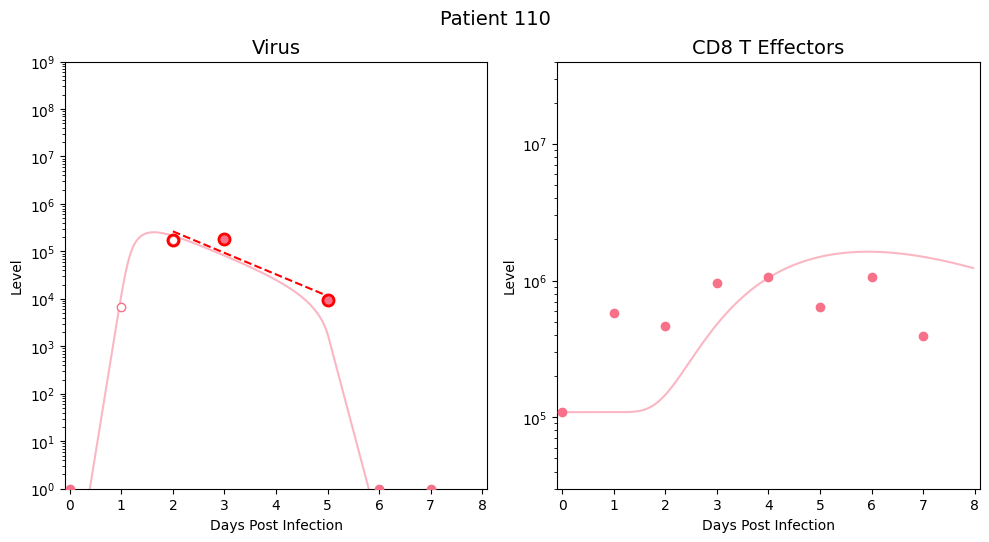 Patient 110
Virus
CD8 T Effectors
Level
10⁹
10⁸
10⁷
10⁶
10⁵
10⁴
10³
10²
10¹
10⁰
0 1 2 3 4 5 6 7 8
Days Post Infection
Level
10⁷
10⁶
10⁵
0 1 2 3 4 5 6 7 8
Days Post Infection